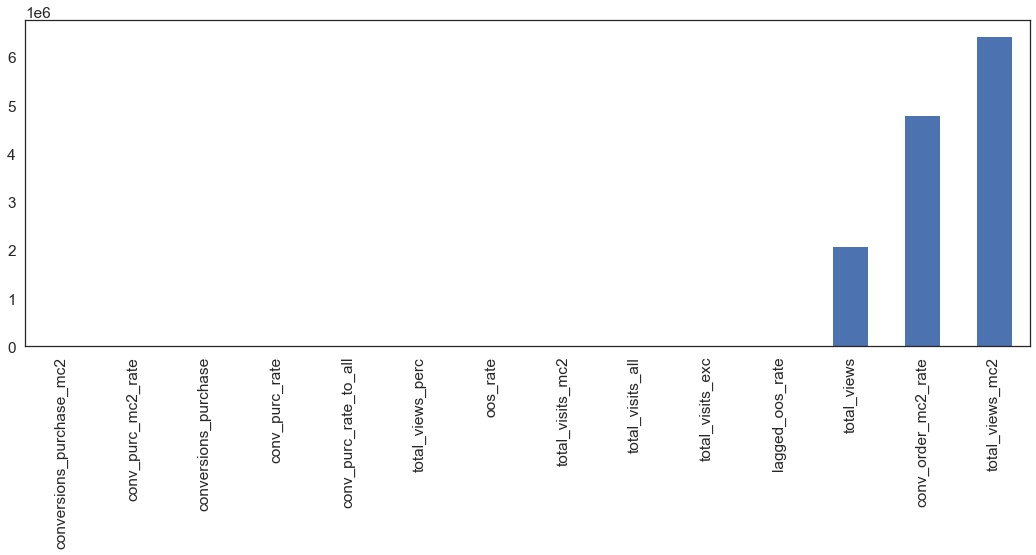 1e6
6
5
4
3
2
1
0
conversions_purchase_mc2
conv_purc_mc2_rate
conversions_purchase
conv_purc_rate
conv_purc_rate_to_all
total_views_perc
oos_rate
total_visits_mc2
total_visits_all
total_visits_exc
lagged_oos_rate
total_views
conv_order_mc2_rate
total_views_mc2